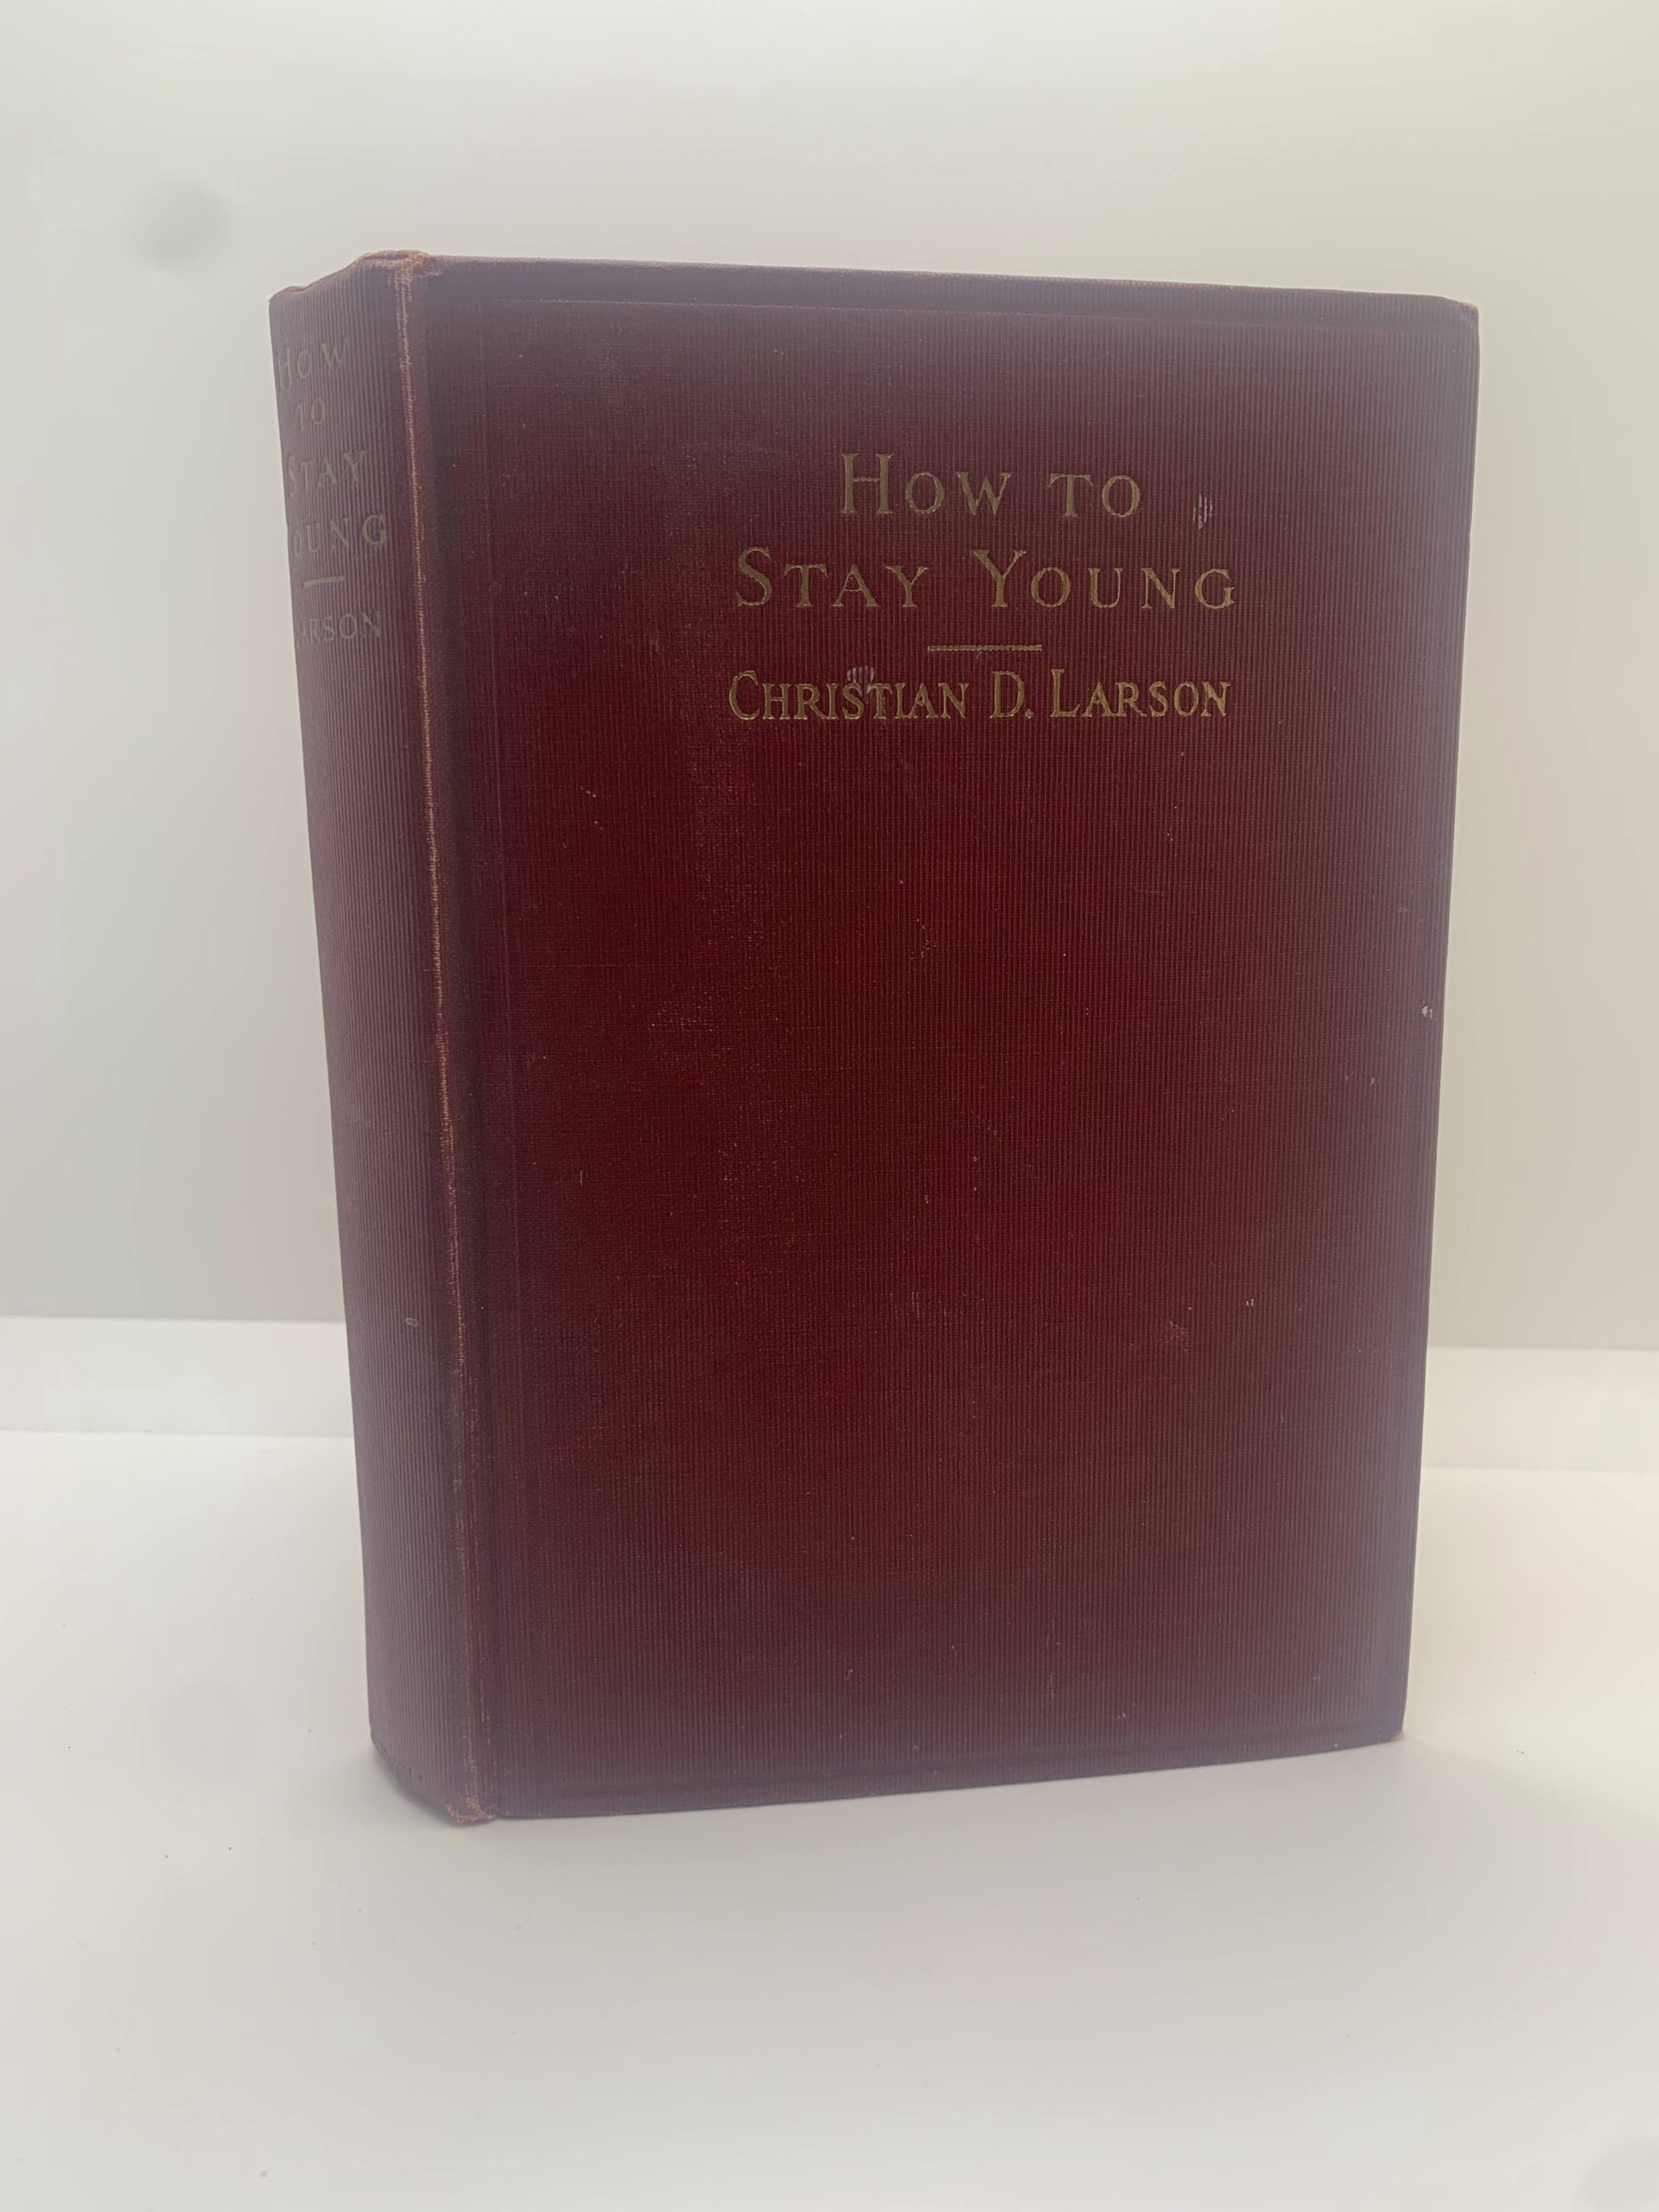 How to
Stay Young
Christian D. Larson
How
to
Stay
Young
Larson